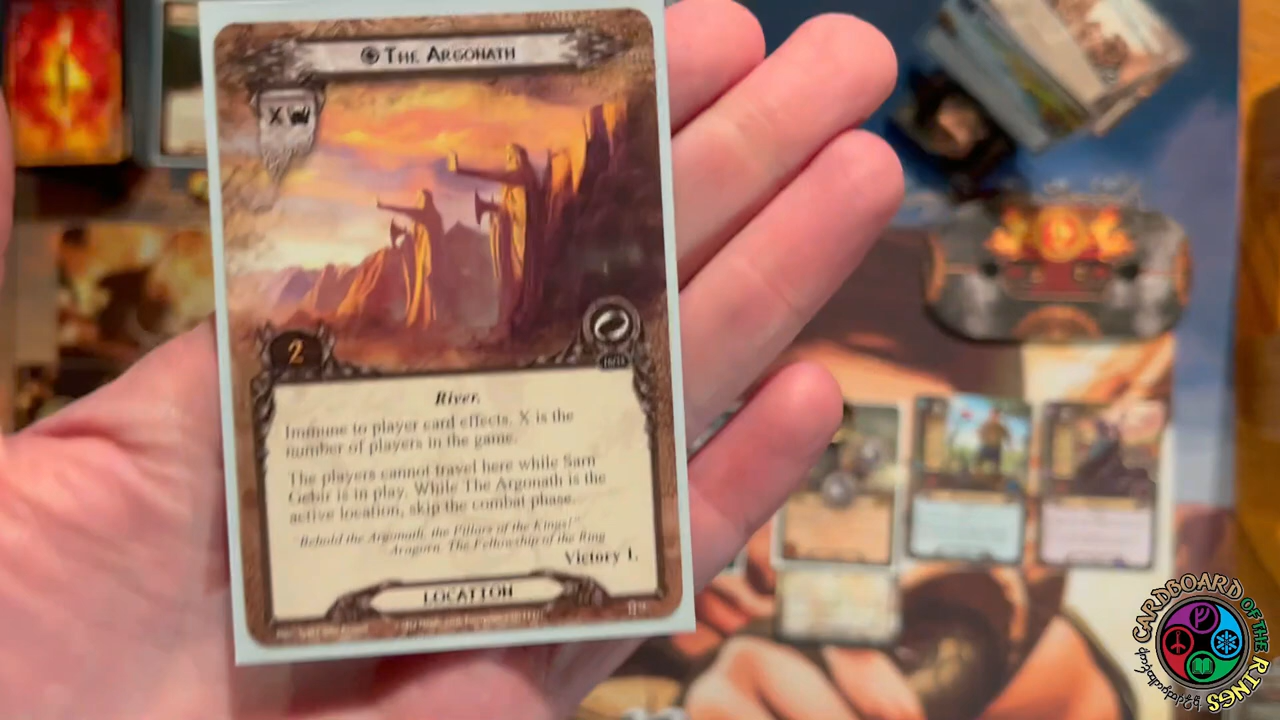 THE ARGONATH
X
2
River.
Immune to player card effects. X is the
number of players in the game.
The players cannot travel here while Sarn
Gebir is in play. While The Argonath is the
active location, skip the combat phase.
"Behold the Argonath, the Pillars of the Kings!"
Aragorn, The Fellowship of the Ring
Victory 1.
LOCATION
CARDBOARD OF THE RINGS